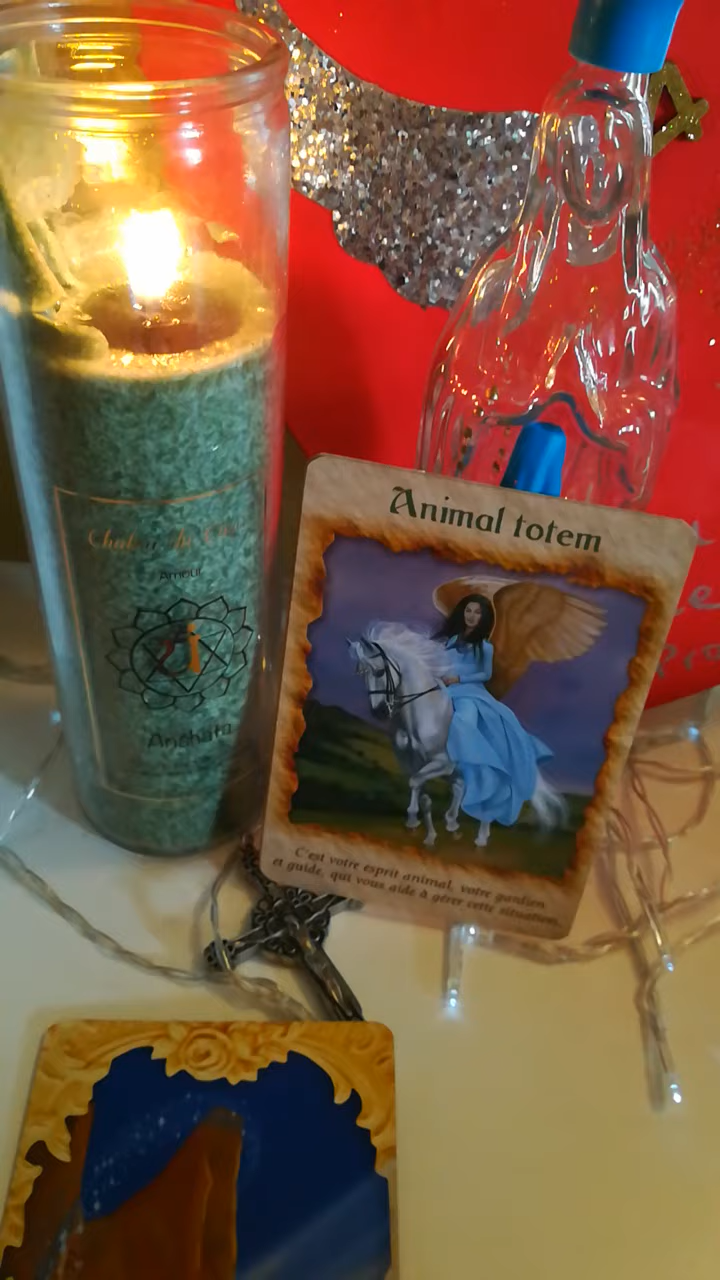 Amour
Anahata
Animal totem
C'est votre esprit animal, votre gardien
et guide, qui vous aide à gérer cette situation.